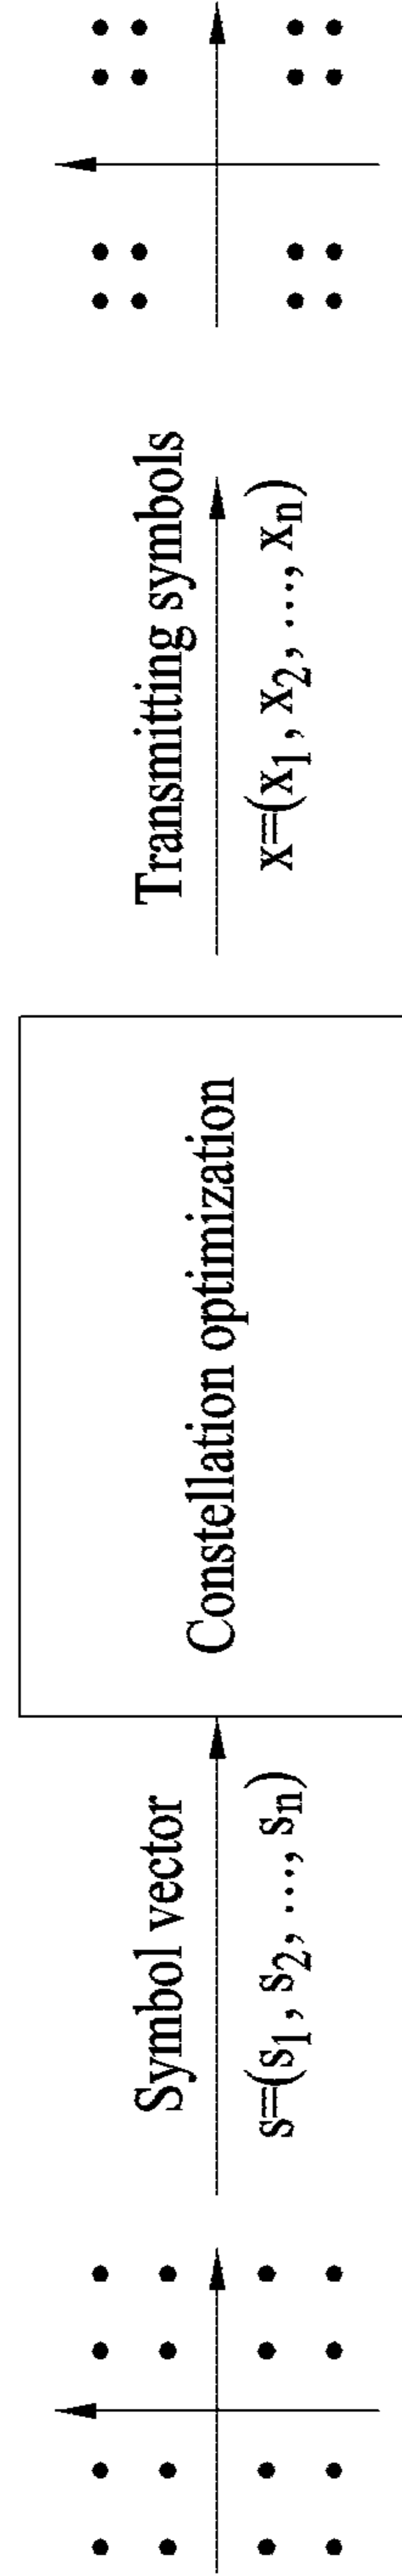 Symbol vector
s=(s1, s2, ..., sn)
Constellation optimization
Transmitting symbols
x=(x1, x2, ..., xn)